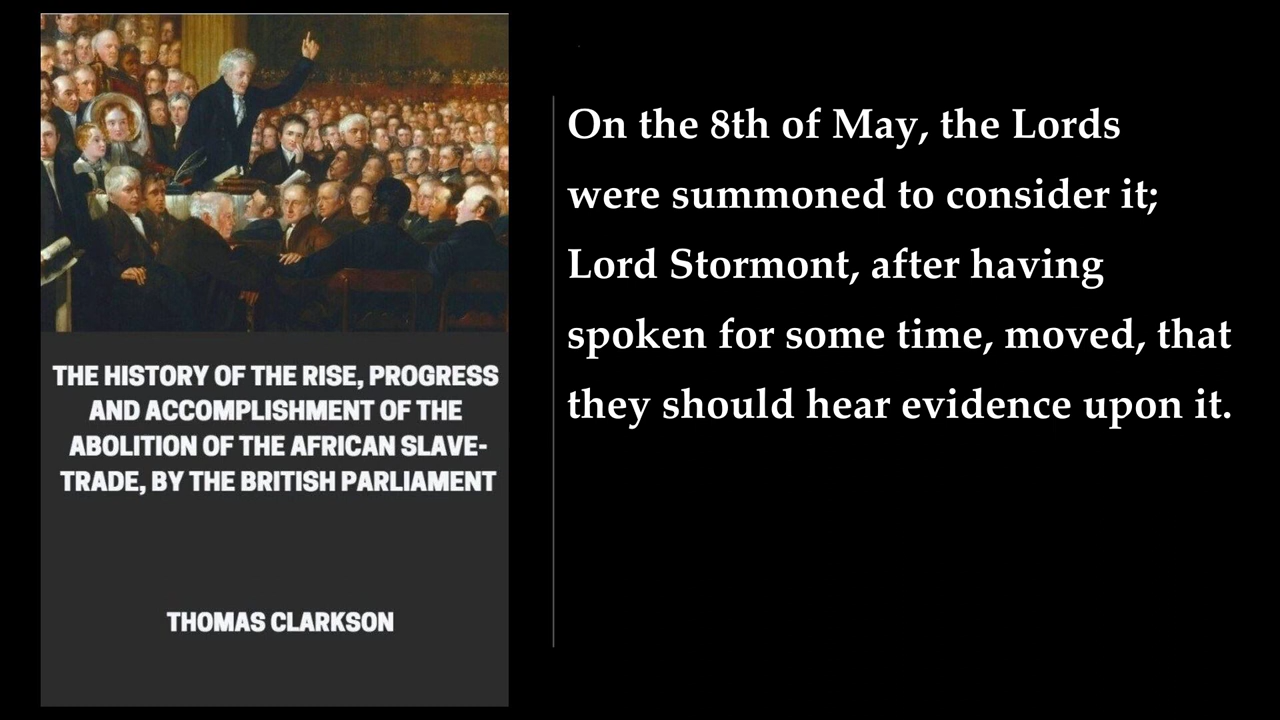 THE HISTORY OF THE RISE, PROGRESS
AND ACCOMPLISHMENT OF THE
ABOLITION OF THE AFRICAN SLAVE-
TRADE, BY THE BRITISH PARLIAMENT
THOMAS CLARKSON
On the 8th of May, the Lords
were summoned to consider it;
Lord Stormont, after having
spoken for some time, moved, that
they should hear evidence upon it.